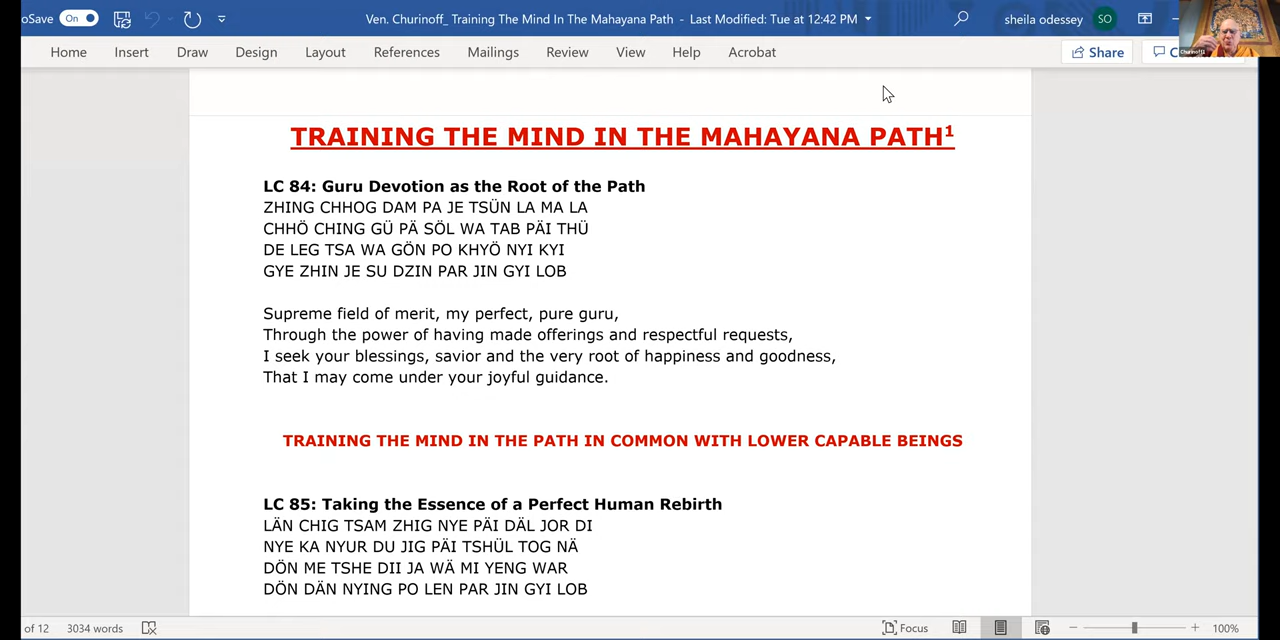 oSave On Ven. Churinoff_ Training The Mind In The Mahayana Path - Last Modified: Tue at 12:42 PM sheila odessey SO
Home Insert Draw Design Layout References Mailings Review View Help Acrobat Share C
TRAINING THE MIND IN THE MAHAYANA PATH1
LC 84: Guru Devotion as the Root of the Path
ZHING CHHOG DAM PA JE TSÜN LA MA LA
CHHÖ CHING GÜ PÄ SÖL WA TAB PÄI THÜ
DE LEG TSA WA GÖN PO KHYÖ NYI KYI
GYE ZHIN JE SU DZIN PAR JIN GYI LOB
Supreme field of merit, my perfect, pure guru,
Through the power of having made offerings and respectful requests,
I seek your blessings, savior and the very root of happiness and goodness,
That I may come under your joyful guidance.
TRAINING THE MIND IN THE PATH IN COMMON WITH LOWER CAPABLE BEINGS
LC 85: Taking the Essence of a Perfect Human Rebirth
LÄN CHIG TSAM ZHIG NYE PÄI DÄL JOR DI
NYE KA NYUR DU JIG PÄI TSHÜL TOG NÄ
DÖN ME TSHE DII JA WÄ MI YENG WAR
DÖN DÄN NYING PO LEN PAR JIN GYI LOB
of 12 3034 words Focus 100%